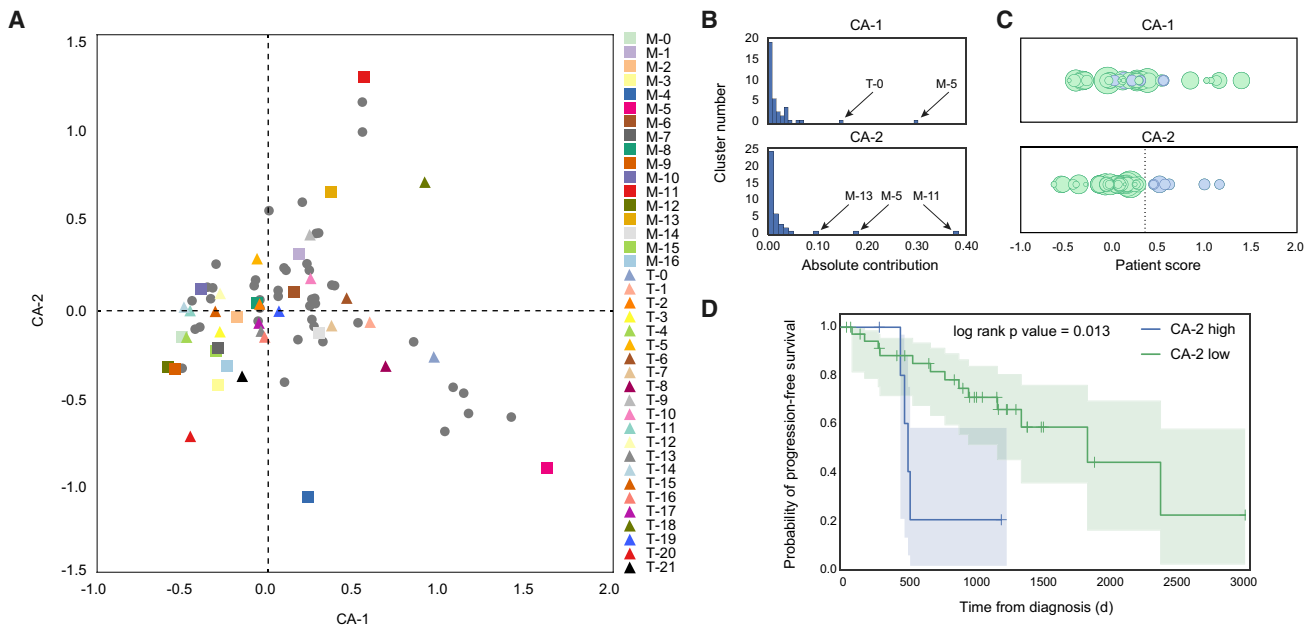 A
1.5
1.0
0.5
0.0
-0.5
-1.0
-1.5
CA-2
-1.0
-0.5
0.0
0.5
1.0
1.5
2.0
CA-1
M-0
M-1
M-2
M-3
M-4
M-5
M-6
M-7
M-8
M-9
M-10
M-11
M-12
M-13
M-14
M-15
M-16
T-0
T-1
T-2
T-3
T-4
T-5
T-6
T-7
T-8
T-9
T-10
T-11
T-12
T-13
T-14
T-15
T-16
T-17
T-18
T-19
T-20
T-21
B
CA-1
20
15
10
5
0
T-0
M-5
Cluster number
CA-2
25
20
15
10
5
0
M-13
M-5
M-11
0.00
0.10
0.20
0.30
0.40
Absolute contribution
C
CA-1
CA-2
-1.0
-0.5
0.0
0.5
1.0
1.5
2.0
Patient score
D
1.0
0.8
0.6
0.4
0.2
0.0
Probability of progression-free survival
log rank p value = 0.013
CA-2 high
CA-2 low
0
500
1000
1500
2000
2500
3000
Time from diagnosis (d)